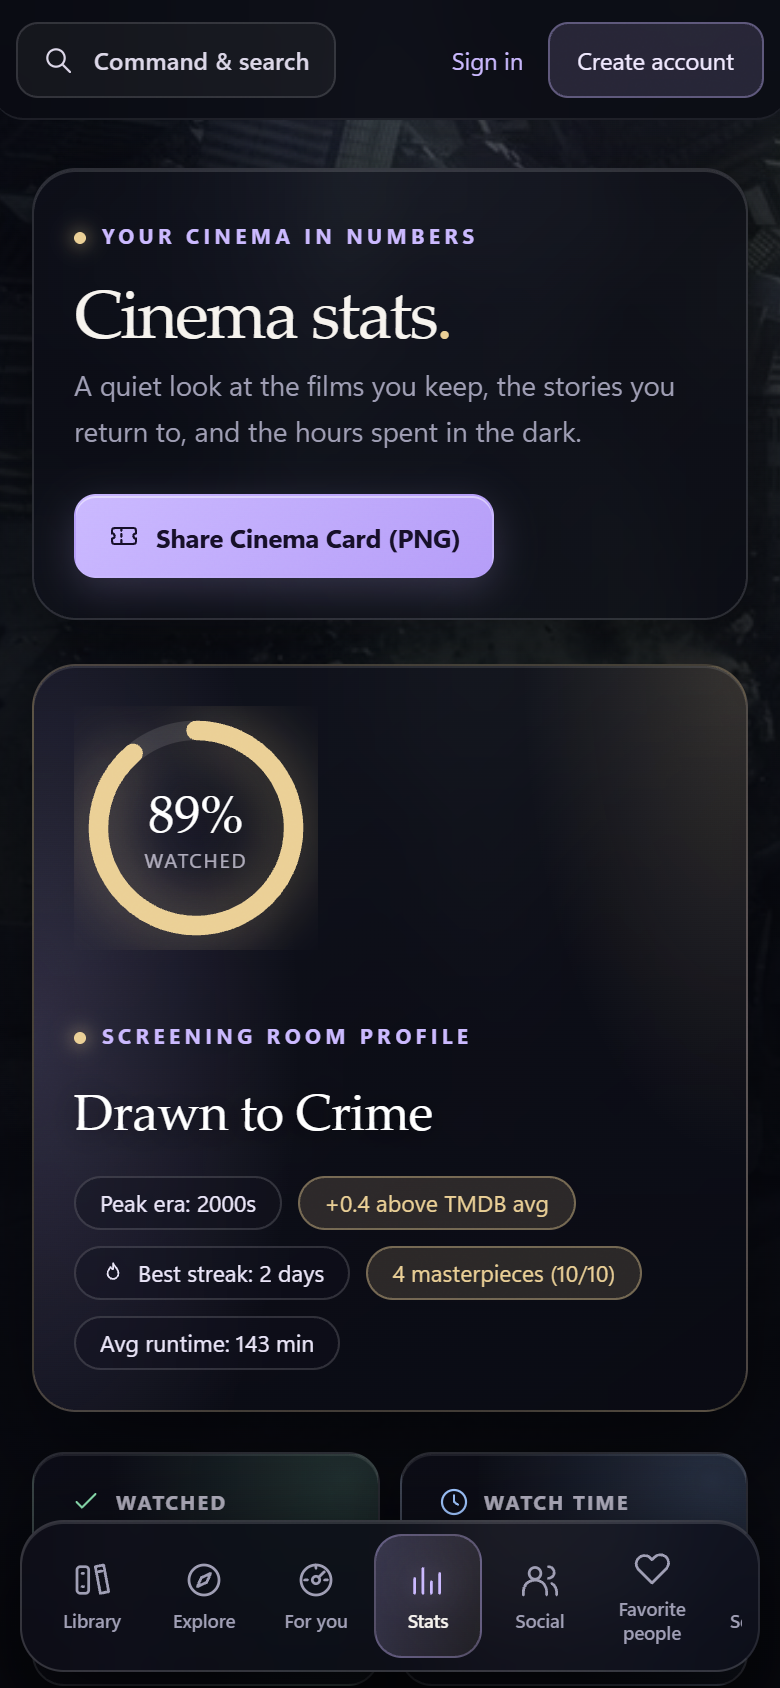 Command & search
Sign in
Create account
YOUR CINEMA IN NUMBERS
Cinema stats.
A quiet look at the films you keep, the stories you
return to, and the hours spent in the dark.
Share Cinema Card (PNG)
89%
WATCHED
SCREENING ROOM PROFILE
Drawn to Crime
Peak era: 2000s
+0.4 above TMDB avg
Best streak: 2 days
4 masterpieces (10/10)
Avg runtime: 143 min
WATCHED
WATCH TIME
Library
Explore
For you
Stats
Social
Favorite
people